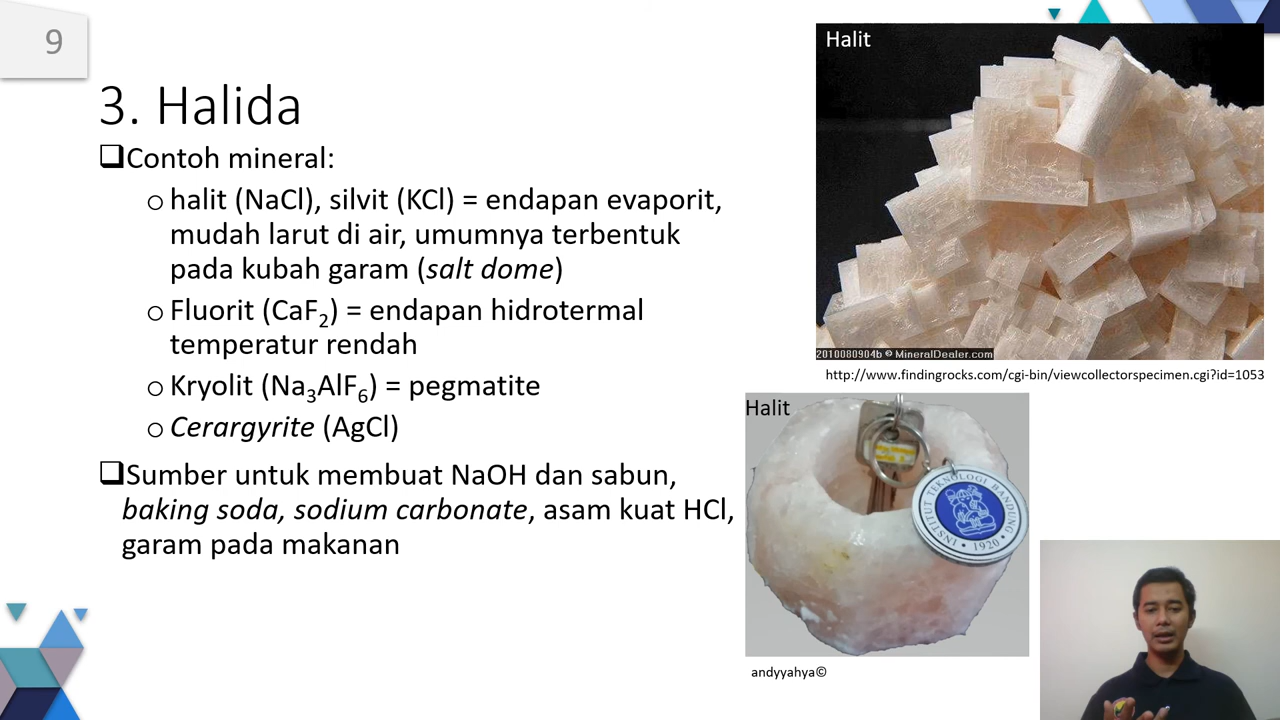 9
3. Halida
Contoh mineral:
halit (NaCl), silvit (KCl) = endapan evaporit,
mudah larut di air, umumnya terbentuk
pada kubah garam (salt dome)
Fluorit (CaF₂) = endapan hidrotermal
temperatur rendah
Kryolit (Na₃AlF₆) = pegmatite
Cerargyrite (AgCl)
Sumber untuk membuat NaOH dan sabun,
baking soda, sodium carbonate, asam kuat HCl,
garam pada makanan
Halit
2010080904b © MineralDealer.com
http://www.findingrocks.com/cgi-bin/viewcollectorspecimen.cgi?id=1053
Halit
INSTITUT TEKNOLOGI BANDUNG
1920
andyyahya©